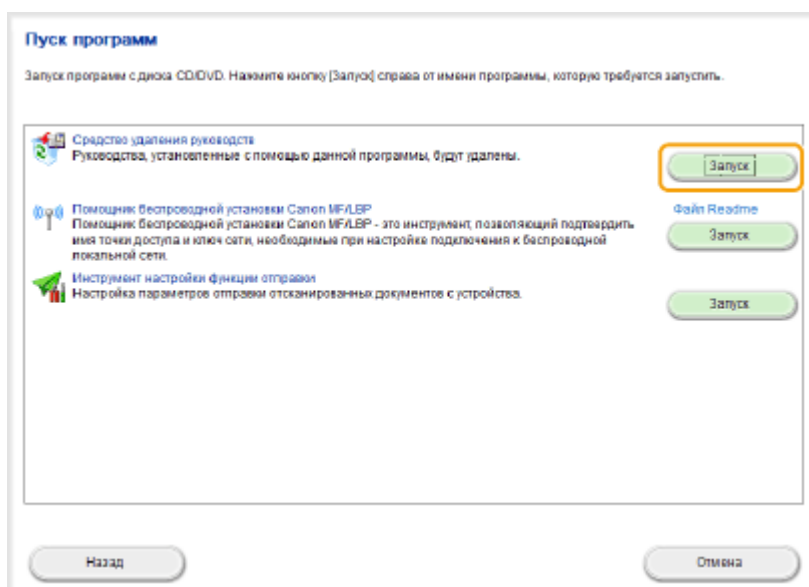 Пуск программ
Запуск программ с диска CD/DVD. Нажмите кнопку [Запуск] справа от имени программы, которую требуется запустить.
Средство удаления руководств
Руководства, установленные с помощью данной программы, будут удалены.
Запуск
Помощник беспроводной установки Canon MF/LBP
Файл Readme
Помощник беспроводной установки Canon MF/LBP - это инструмент, позволяющий подтвердить
имя точки доступа и ключ сети, необходимые при настройке подключения к беспроводной
локальной сети.
Запуск
Инструмент настройки функции отправки
Настройка параметров отправки отсканированных документов с устройства.
Запуск
Назад
Отмена